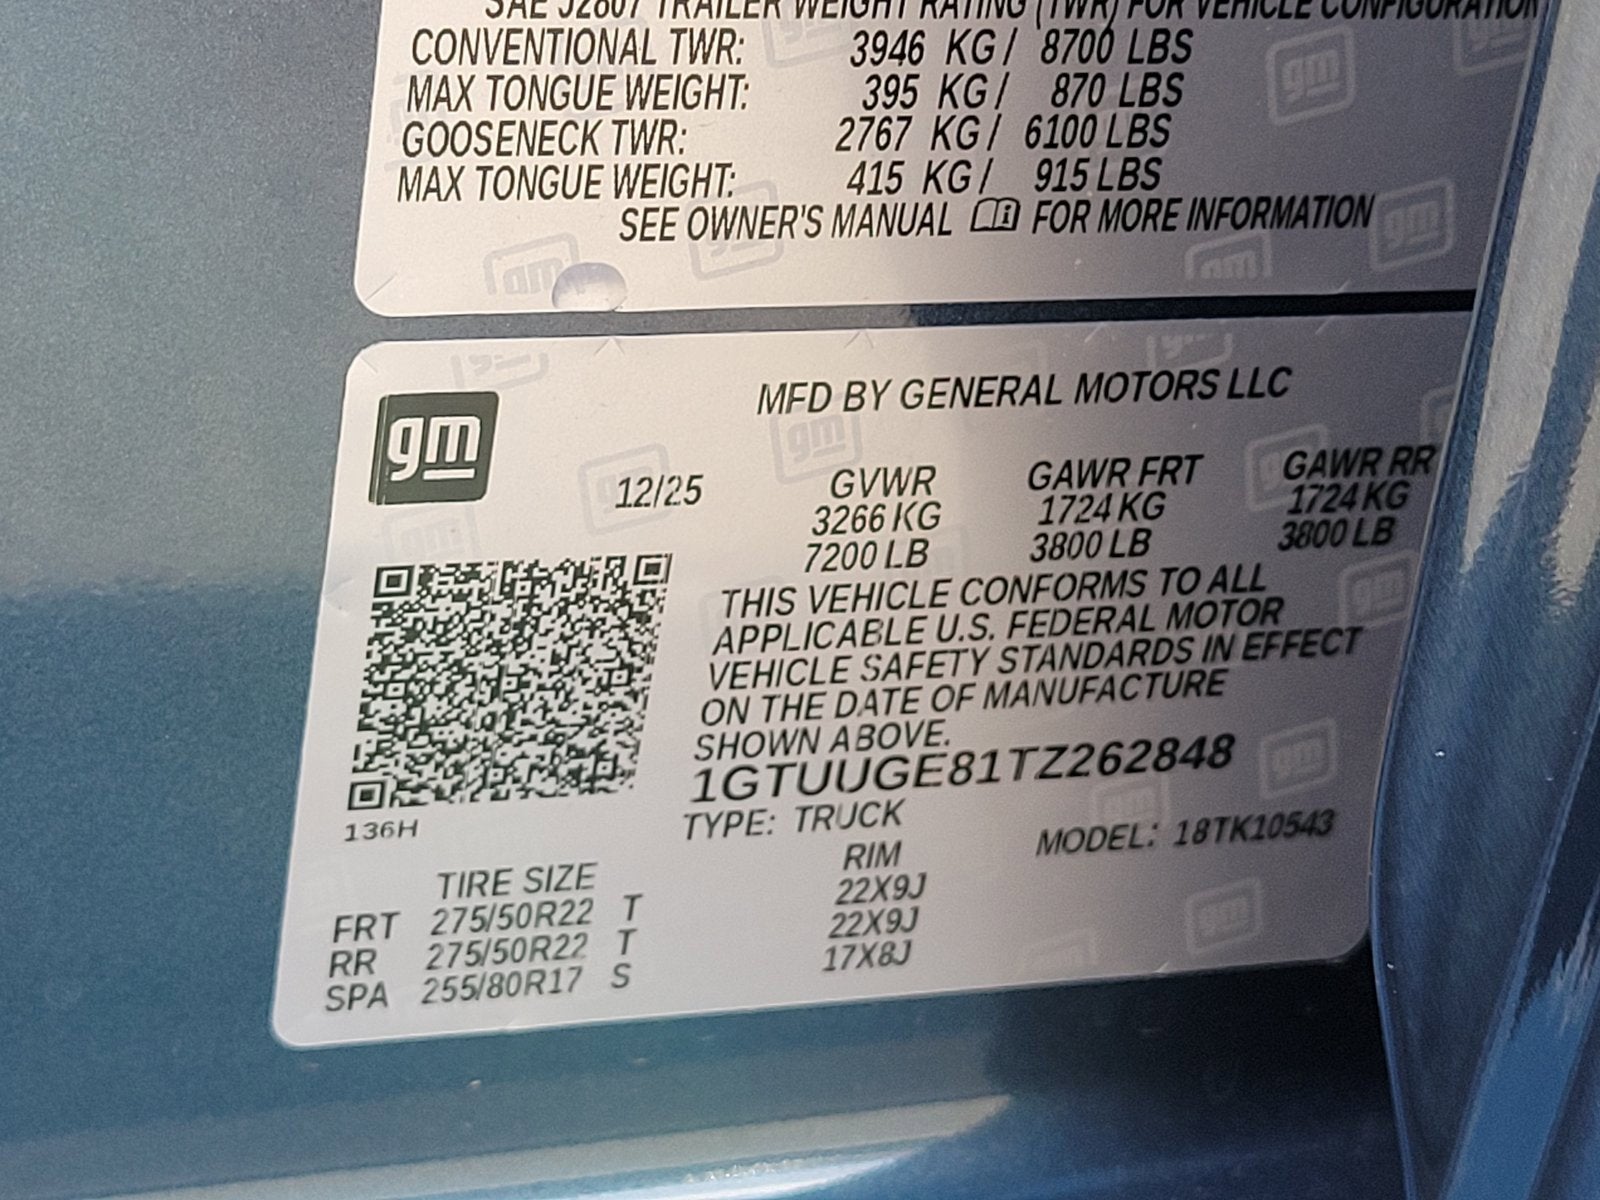 SAE J2807 TRAILER WEIGHT RATING (TWR) FOR VEHICLE CONFIGURATION
CONVENTIONAL TWR: 3946 KG / 8700 LBS
MAX TONGUE WEIGHT: 395 KG / 870 LBS
GOOSENECK TWR: 2767 KG / 6100 LBS
MAX TONGUE WEIGHT: 415 KG / 915 LBS
SEE OWNER'S MANUAL FOR MORE INFORMATION
gm
MFD BY GENERAL MOTORS LLC
12/25 GVWR GAWR FRT GAWR RR
3266 KG 1724 KG 1724 KG
7200 LB 3800 LB 3800 LB
THIS VEHICLE CONFORMS TO ALL
APPLICABLE U.S. FEDERAL MOTOR
VEHICLE SAFETY STANDARDS IN EFFECT
ON THE DATE OF MANUFACTURE
SHOWN ABOVE.
1GTUUGE81TZ262848
136H
TYPE: TRUCK MODEL: 18TK10543
TIRE SIZE RIM
FRT 275/50R22 T 22X9J
RR 275/50R22 T 22X9J
SPA 255/80R17 S 17X8J